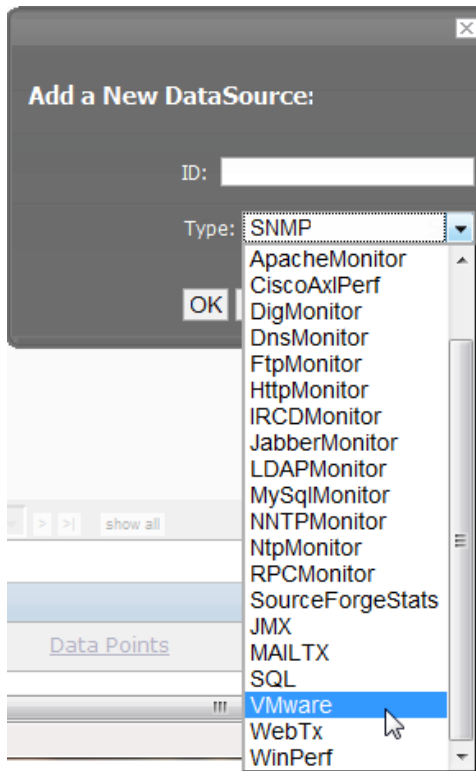 Add a New DataSource:
ID:
Type: SNMP
ApacheMonitor
CiscoAxlPerf
OK
DigMonitor
DnsMonitor
FtpMonitor
HttpMonitor
IRCDMonitor
JabberMonitor
LDAPMonitor
MySqlMonitor
NNTPMonitor
> >| show all
NtpMonitor
RPCMonitor
SourceForgeStats
JMX
Data Points
MAILTX
SQL
VMware
WebTx
WinPerf